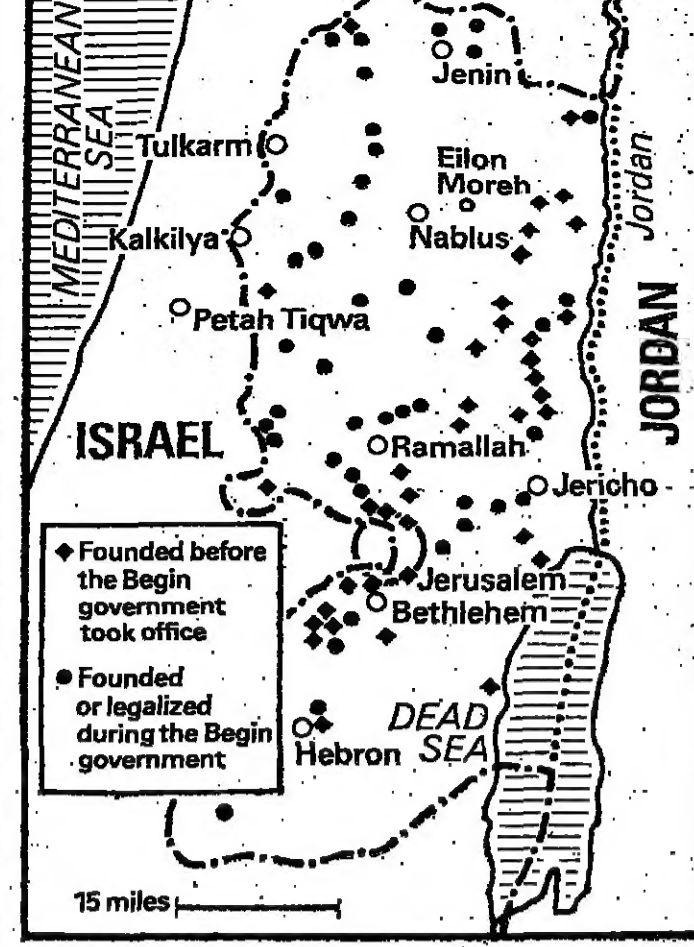 MEDITERRANEAN
SEA
Jenin
Tulkarm
Eilon
Moreh
Jordan
Kalkilya
Nablus
Petah Tiqwa
JORDAN
ISRAEL
Ramallah
Jericho
Founded before
the Begin
government
took office
Jerusalem
Bethlehem
Founded
or legalized
during the Begin
government
DEAD
SEA
Hebron
15 miles